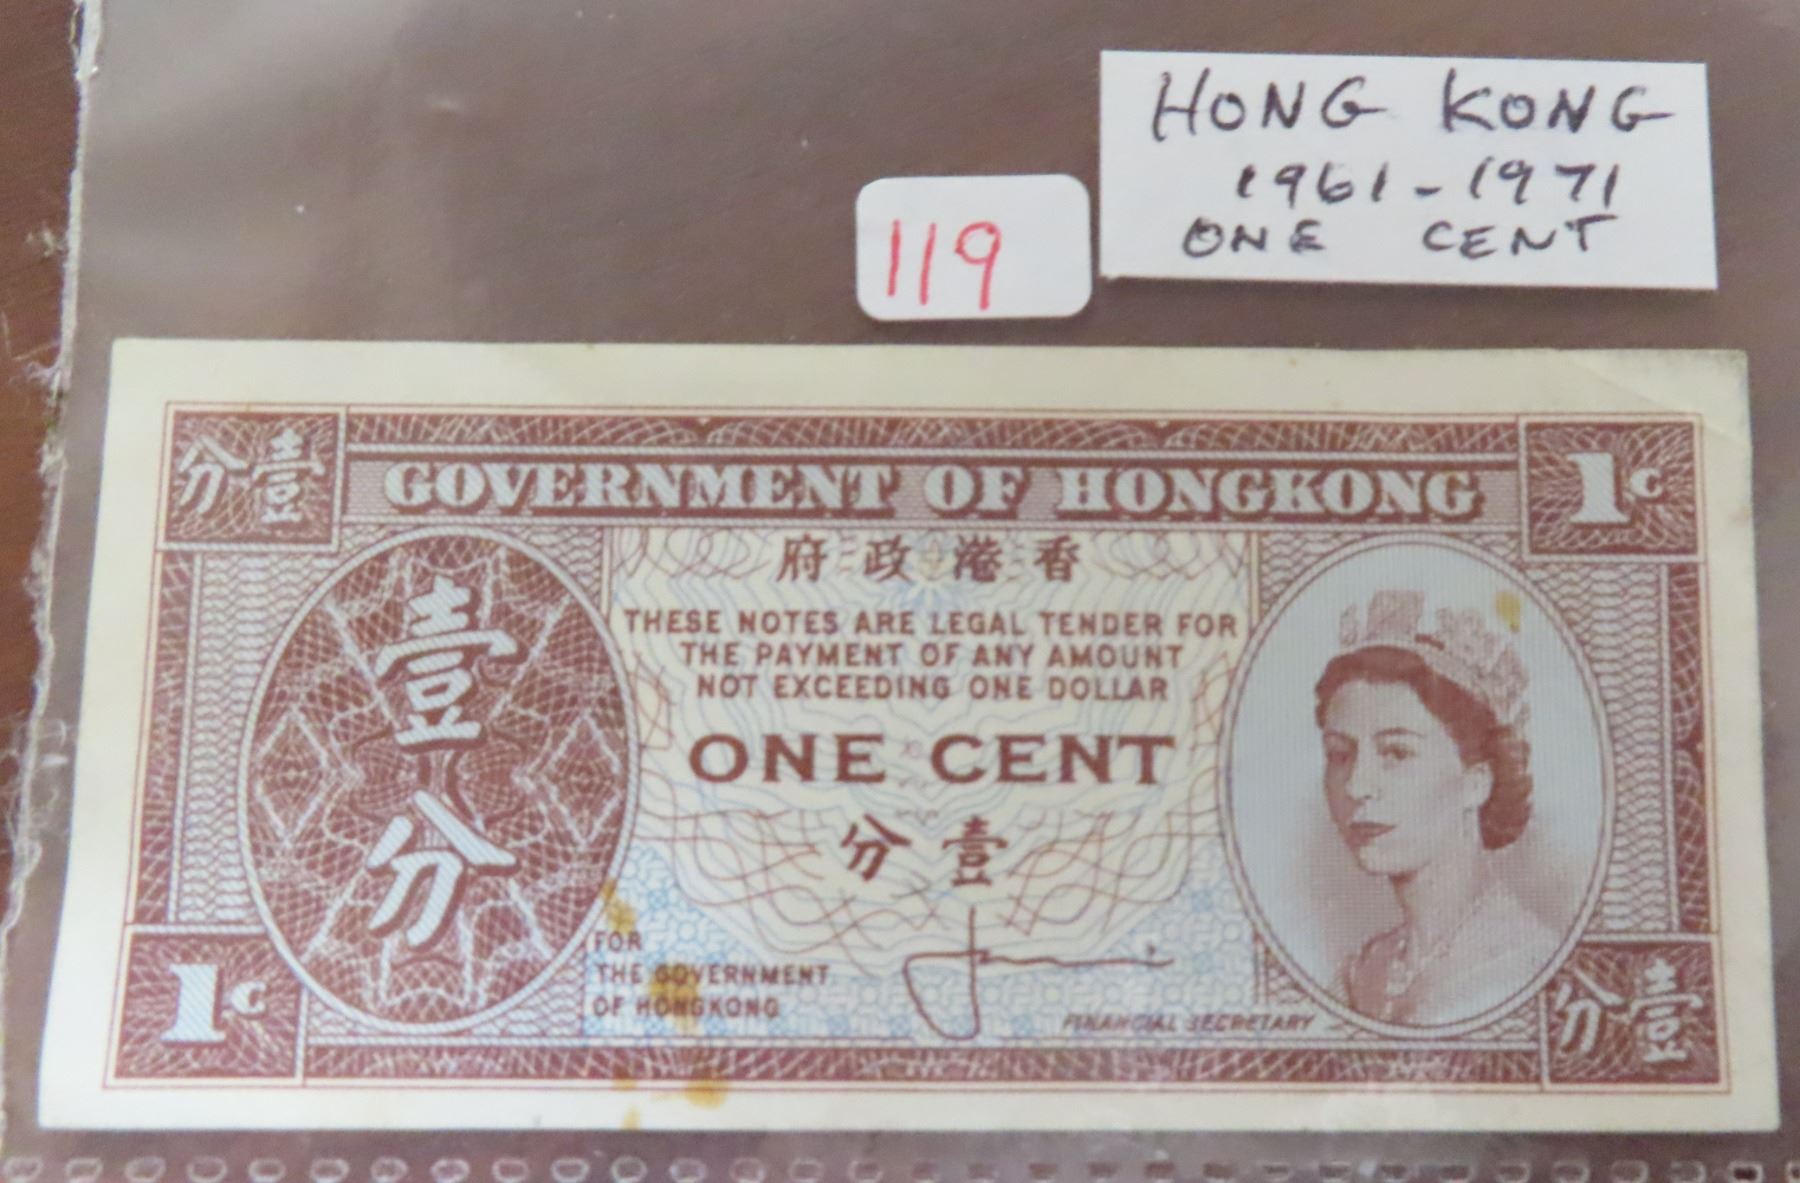 HONG KONG
1961-1971
ONE CENT
119
分壹
GOVERNMENT OF HONGKONG
1C
府政港香
THESE NOTES ARE LEGAL TENDER FOR
THE PAYMENT OF ANY AMOUNT
NOT EXCEEDING ONE DOLLAR
壹
分
ONE CENT
分壹
FOR
THE GOVERNMENT
OF HONGKONG
FINANCIAL SECRETARY
1C
分壹